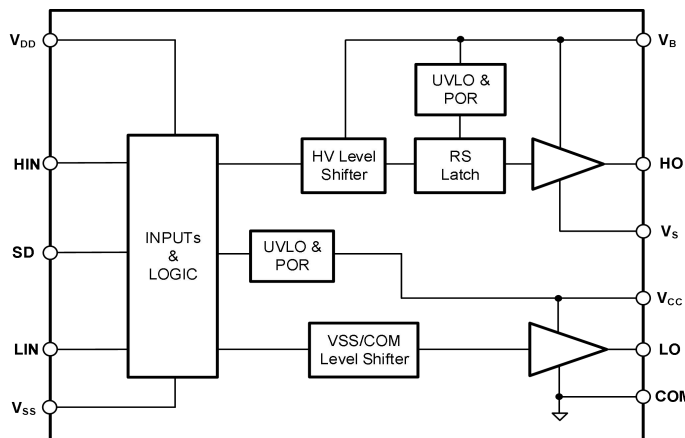 VDD
VB
UVLO &
POR
HIN
HV Level
Shifter
RS
Latch
HO
INPUTs
&
LOGIC
SD
UVLO &
POR
VS
VCC
LIN
VSS/COM
Level Shifter
LO
VSS
COM